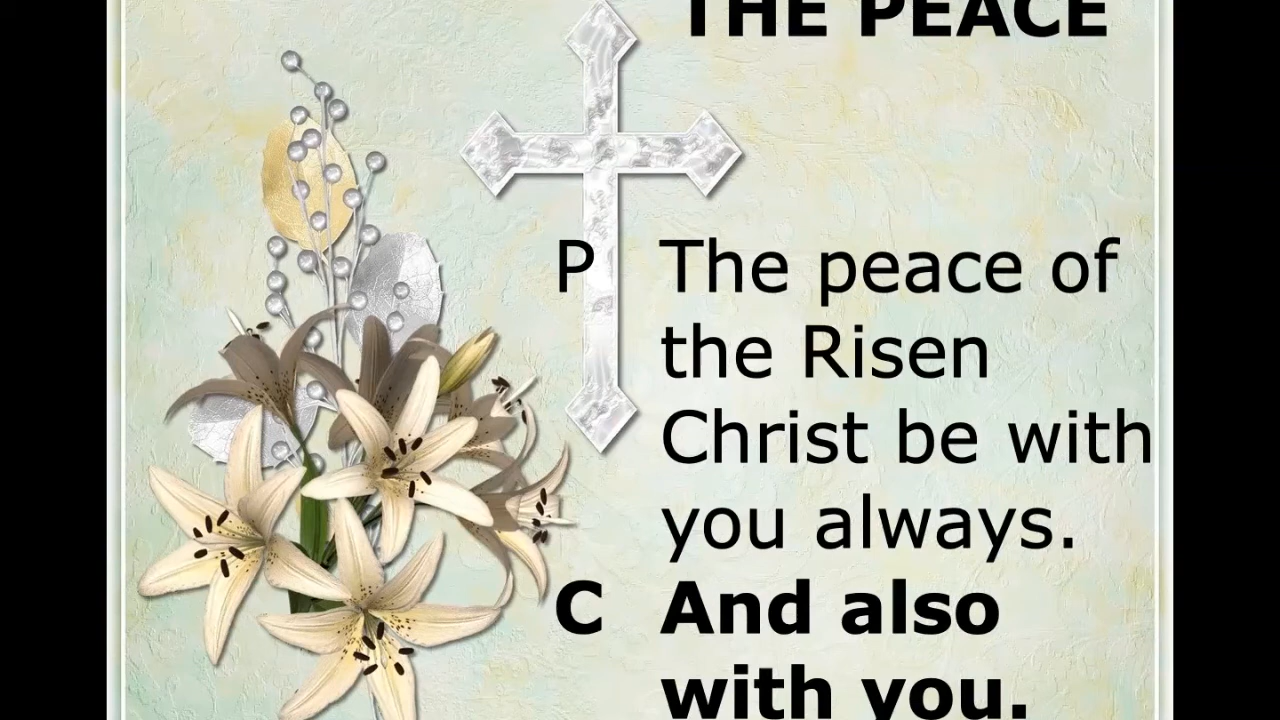 THE PEACE
P The peace of
the Risen
Christ be with
you always.
C And also
with you.